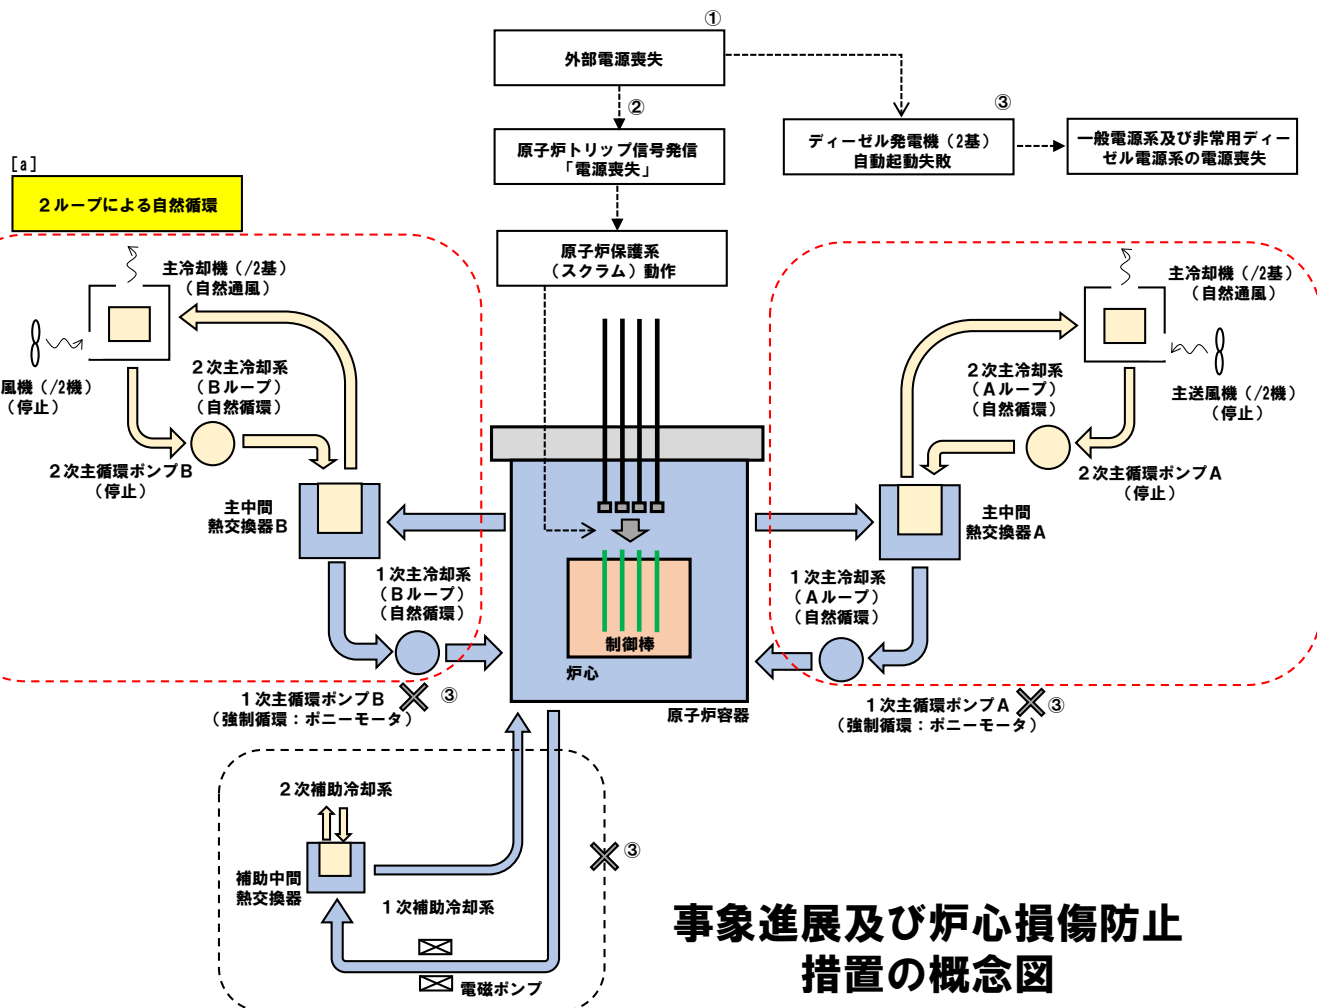 ①
外部電源喪失
②
原子炉トリップ信号発信
「電源喪失」
③
ディーゼル発電機（2基）
自動起動失敗
一般電源系及び非常用ディー
ゼル電源系の電源喪失
[a]
２ループによる自然循環
原子炉保護系
（スクラム）動作
主冷却機（/2基）
（自然通風）
風機（/2機）
（停止）
２次主冷却系
（Ｂループ）
（自然循環）
２次主循環ポンプＢ
（停止）
主中間
熱交換器Ｂ
１次主冷却系
（Ｂループ）
（自然循環）
１次主循環ポンプＢ
（強制循環：ポニーモータ）
③
制御棒
炉心
原子炉容器
主冷却機（/2基）
（自然通風）
主送風機（/2機）
（停止）
２次主冷却系
（Ａループ）
（自然循環）
２次主循環ポンプＡ
（停止）
主中間
熱交換器Ａ
１次主冷却系
（Ａループ）
（自然循環）
１次主循環ポンプＡ
（強制循環：ポニーモータ）
③
２次補助冷却系
補助中間
熱交換器
１次補助冷却系
電磁ポンプ
③
事象進展及び炉心損傷防止
措置の概念図